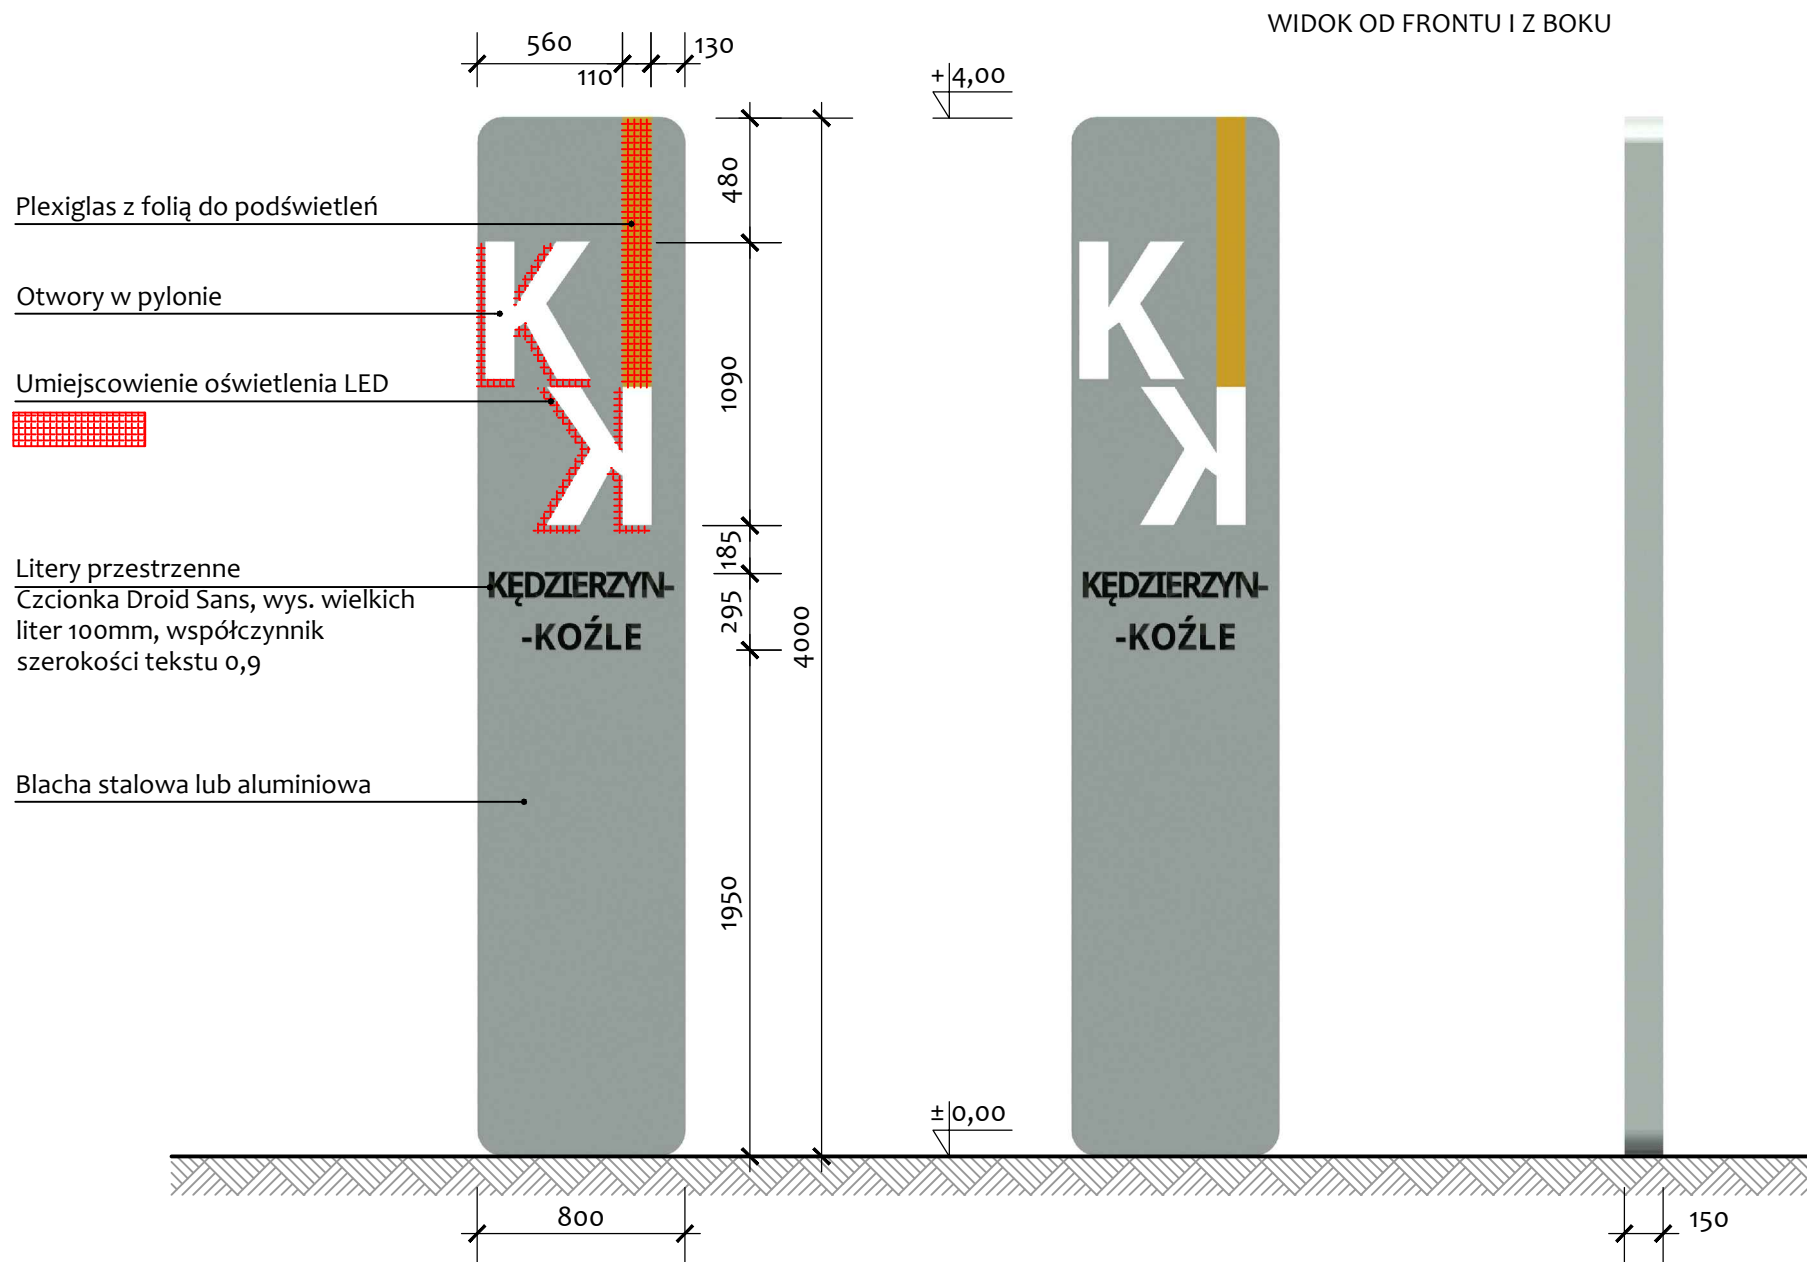 WIDOK OD FRONTU I Z BOKU
560
130
110
+4,00
480
Plexiglas z folią do podświetleń
K
K
Otwory w pylonie
Umiejscowienie oświetlenia LED
1090
K
K
185
Litery przestrzenne
Czcionka Droid Sans, wys. wielkich
liter 100mm, współczynnik
szerokości tekstu 0,9
KĘDZIERZYN-
-KOŹLE
295
4000
KĘDZIERZYN-
-KOŹLE
Blacha stalowa lub aluminiowa
1950
±0,00
800
150